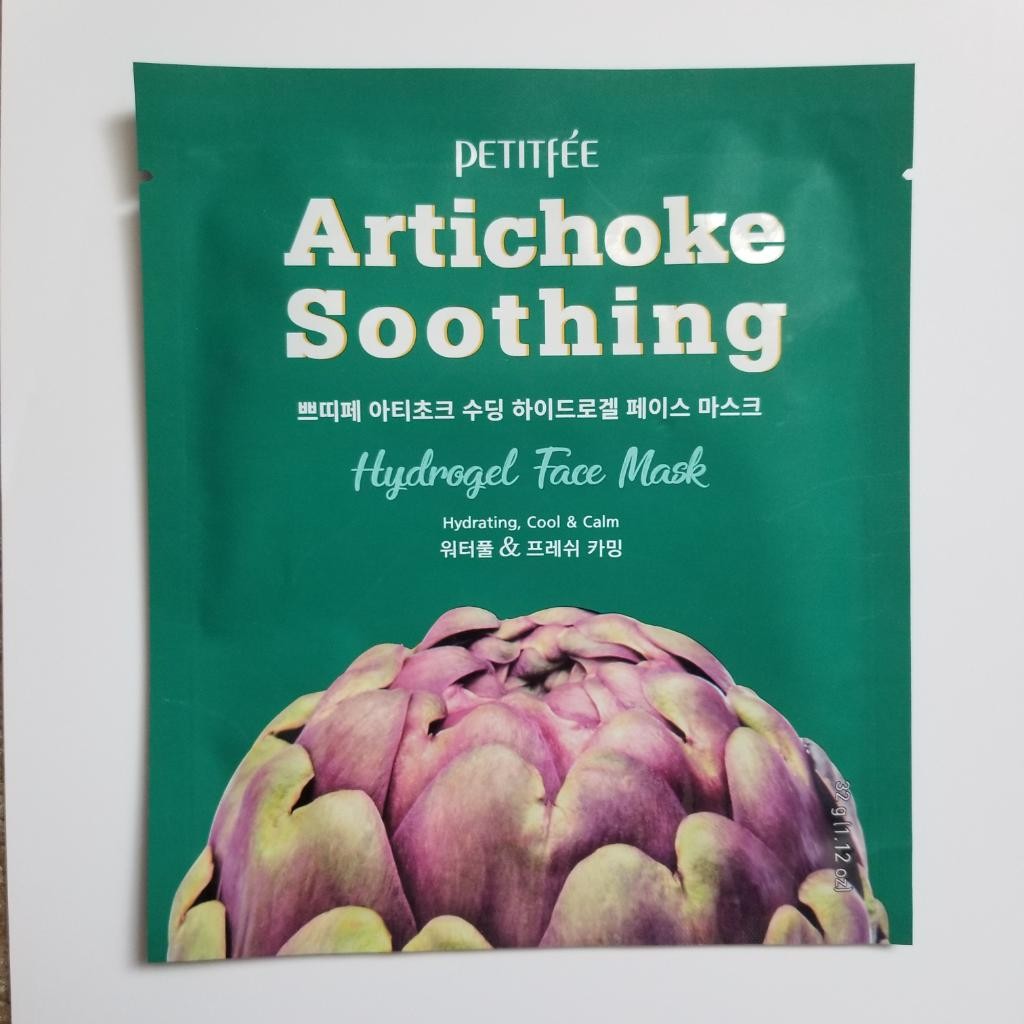 PETITFÉE
Artichoke
Soothing
쁘띠페 아티초크 수딩 하이드로겔 페이스 마스크
Hydrogel Face Mask
Hydrating, Cool & Calm
워터풀 & 프레쉬 카밍
32 g (1.12 oz)